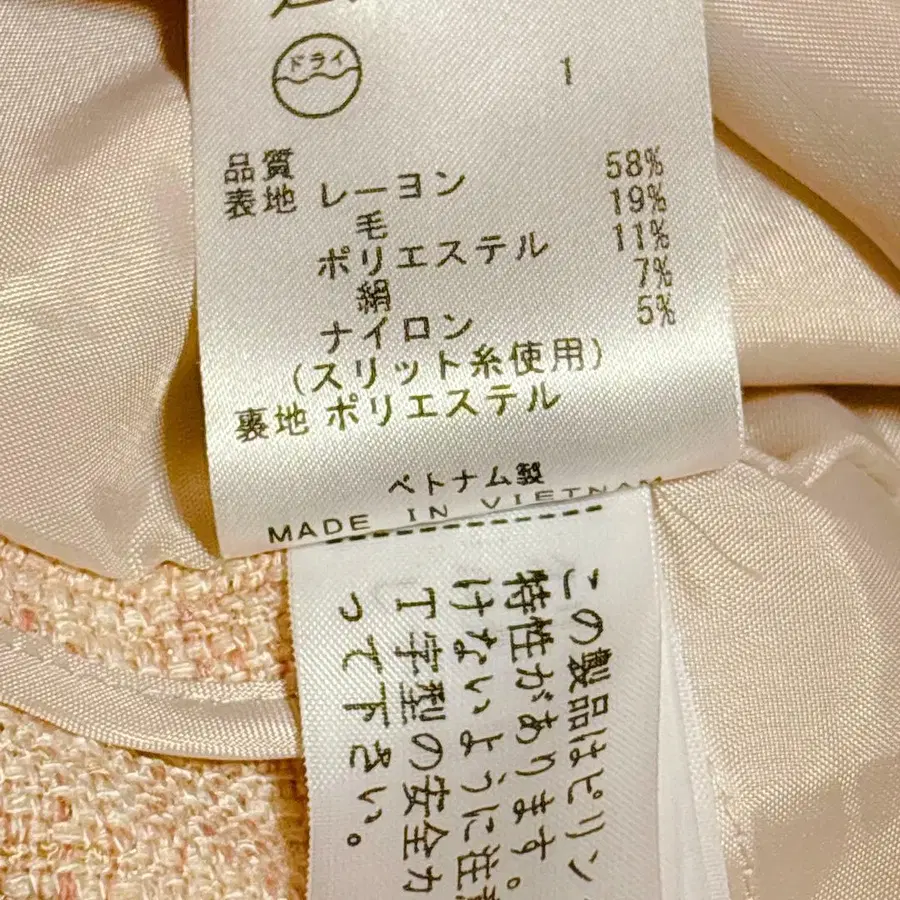 ドライ
1
品質
表地 レーヨン 58%
毛 19%
ポリエステル 11%
絹 7%
ナイロン 5%
(スリット糸使用)
裏地 ポリエステル
ベトナム製
MADE IN VIETNAM
この製品はピリン
特性があります。
けないように注意
丁字型の安全カ
って下さい。